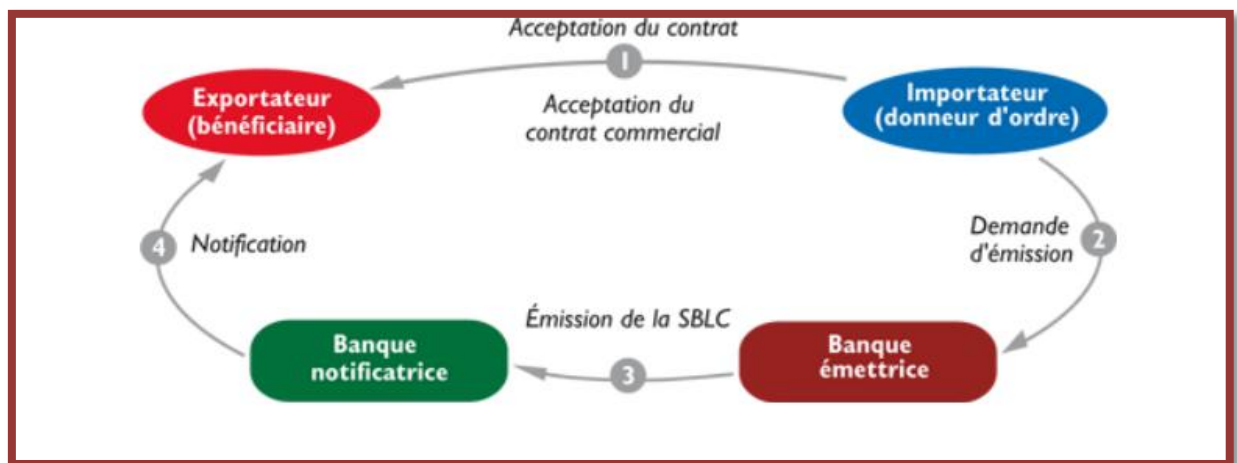 Acceptation du contrat
1
Exportateur
(bénéficiaire)
Acceptation du
contrat commercial
Importateur
(donneur d'ordre)
4
Notification
Demande
d'émission
2
Émission de la SBLC
Banque
notificatrice
3
Banque
émettrice